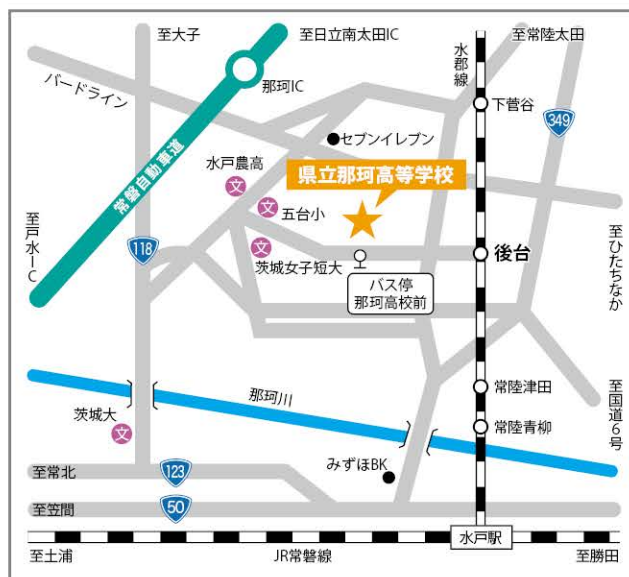 至大子
至日立南太田IC
水郡線
至常陸太田
バードライン
那珂IC
下菅谷
349
セブンイレブン
常磐自動車道
水戸農高
文
県立那珂高等学校
文
五台小
至戸水IC
118
文
茨城女子短大
後台
至ひたちなか
バス停
那珂高校前
那珂川
常陸津田
至国道6号
茨城大
文
常陸青柳
至常北
123
みずほBK
至笠間
50
水戸駅
至土浦
JR常磐線
至勝田